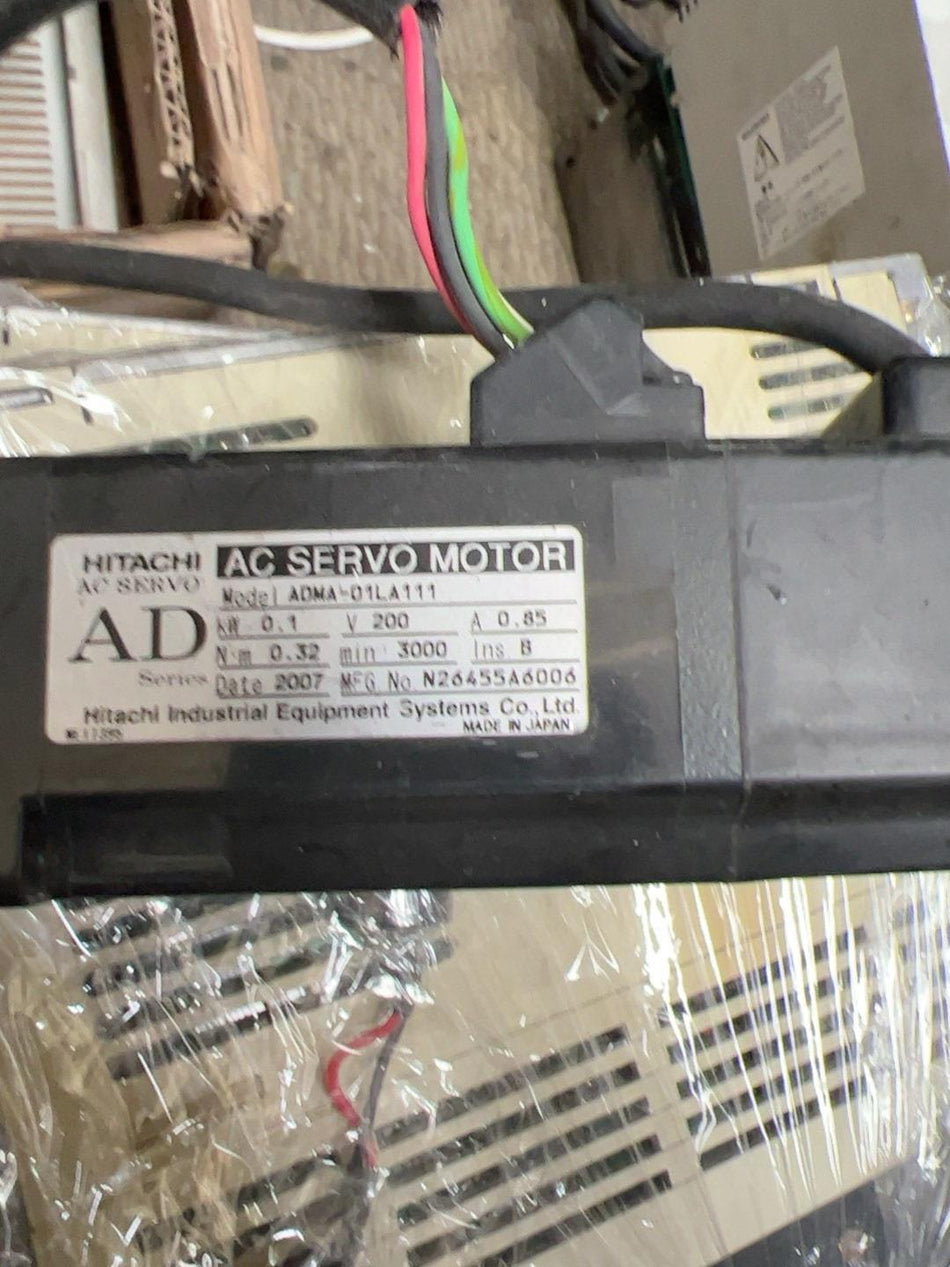 HITACHI AC SERVO MOTOR
AC SERVO
AD
Series
Model ADMA-01LA111
kW 0.1 V 200 A 0.85
N·m 0.32 min⁻¹ 3000 Ins. B
Date 2007 MFG No. N26455A6006
Hitachi Industrial Equipment Systems Co., Ltd.
MADE IN JAPAN